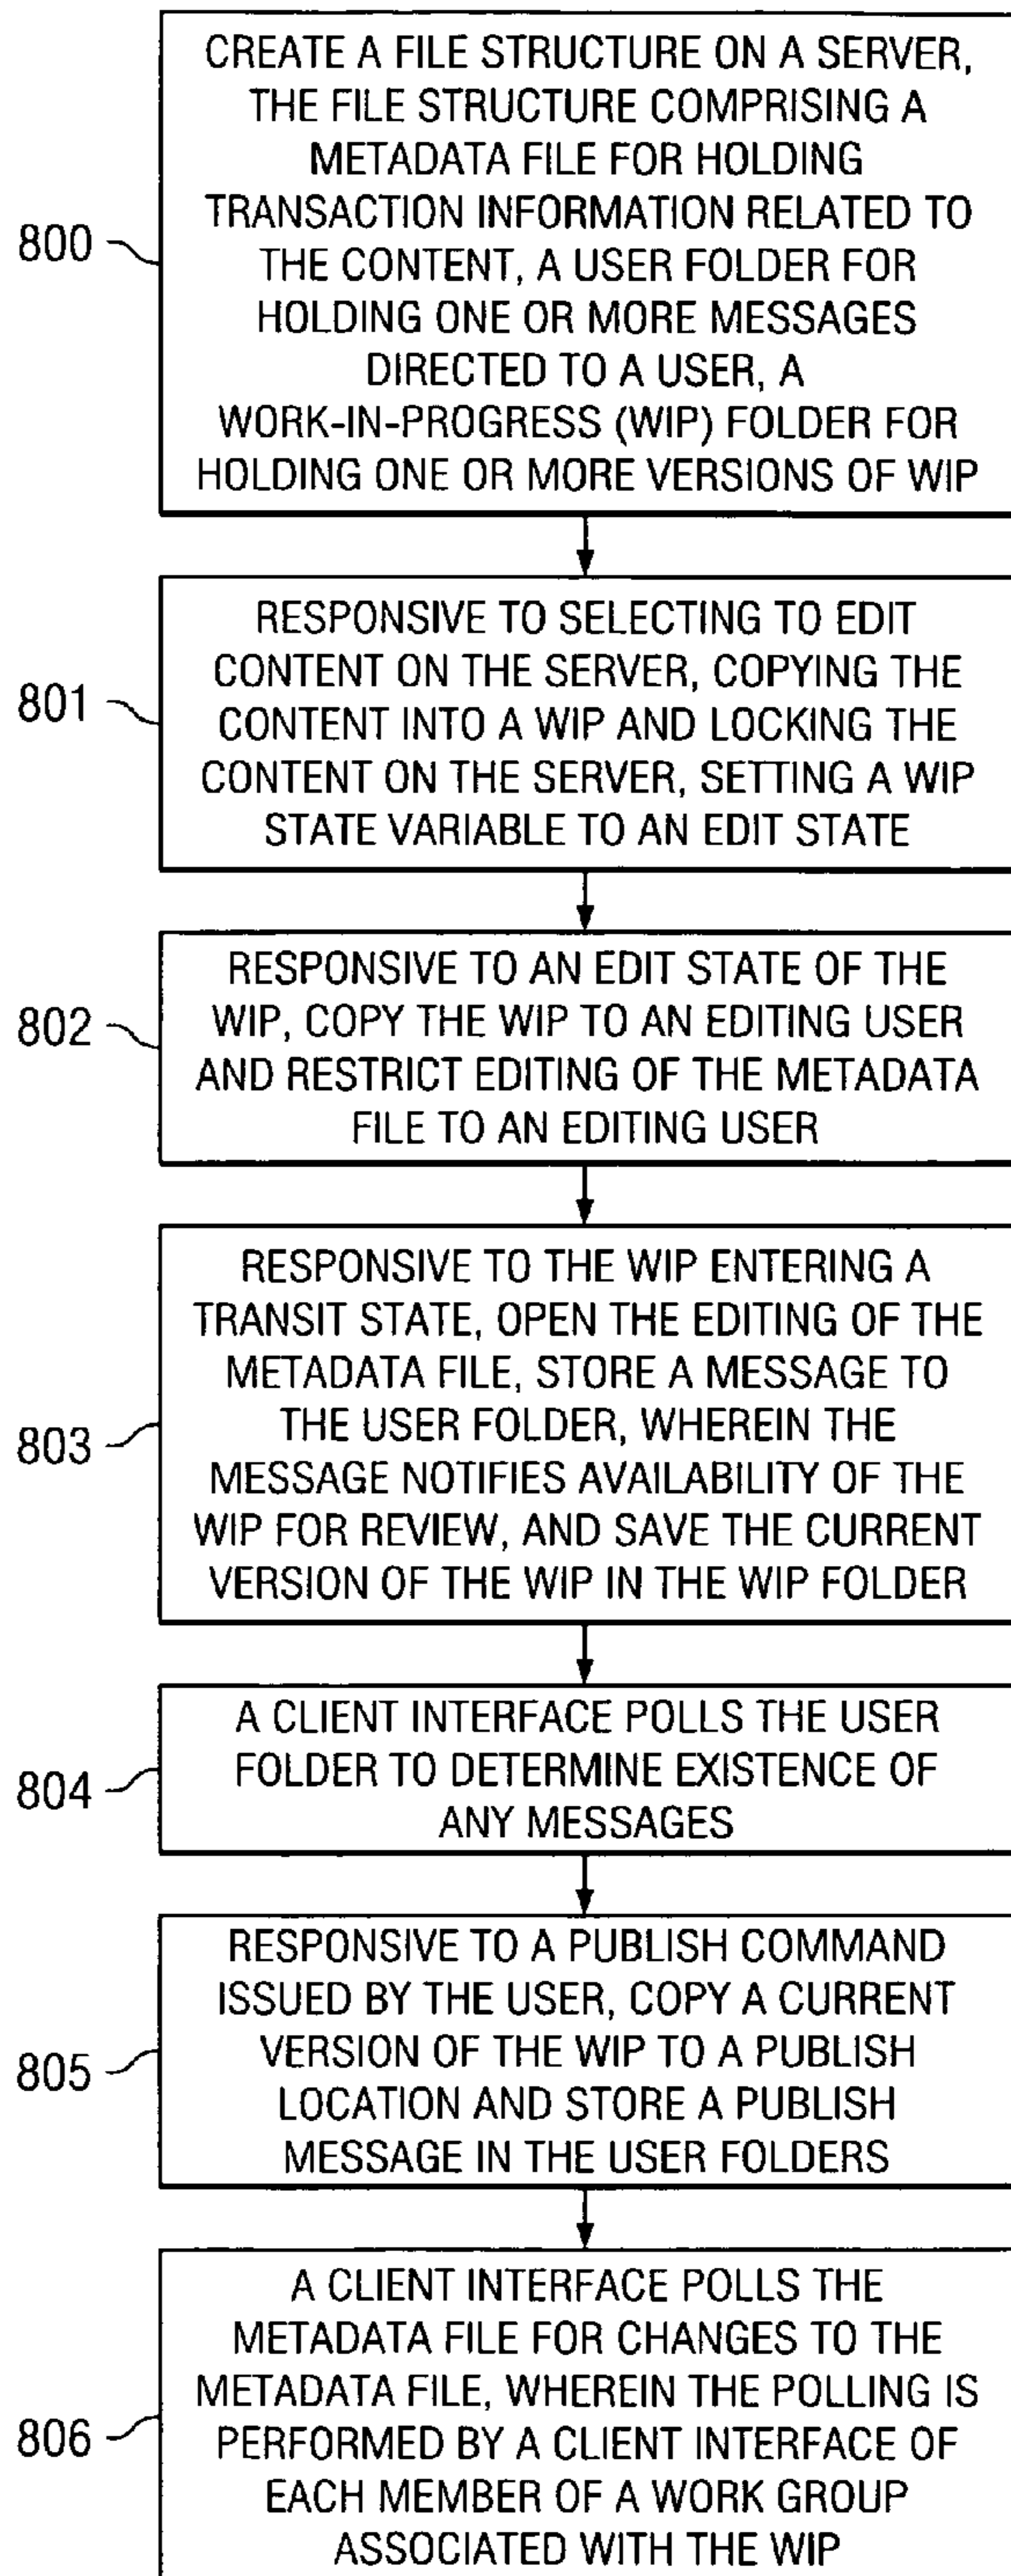 CREATE A FILE STRUCTURE ON A SERVER,
THE FILE STRUCTURE COMPRISING A
METADATA FILE FOR HOLDING
TRANSACTION INFORMATION RELATED TO
THE CONTENT, A USER FOLDER FOR
HOLDING ONE OR MORE MESSAGES
DIRECTED TO A USER, A
WORK-IN-PROGRESS (WIP) FOLDER FOR
HOLDING ONE OR MORE VERSIONS OF WIP
800
RESPONSIVE TO SELECTING TO EDIT
CONTENT ON THE SERVER, COPYING THE
CONTENT INTO A WIP AND LOCKING THE
CONTENT ON THE SERVER, SETTING A WIP
STATE VARIABLE TO AN EDIT STATE
801
RESPONSIVE TO AN EDIT STATE OF THE
WIP, COPY THE WIP TO AN EDITING USER
AND RESTRICT EDITING OF THE METADATA
FILE TO AN EDITING USER
802
RESPONSIVE TO THE WIP ENTERING A
TRANSIT STATE, OPEN THE EDITING OF THE
METADATA FILE, STORE A MESSAGE TO
THE USER FOLDER, WHEREIN THE
MESSAGE NOTIFIES AVAILABILITY OF THE
WIP FOR REVIEW, AND SAVE THE CURRENT
VERSION OF THE WIP IN THE WIP FOLDER
803
A CLIENT INTERFACE POLLS THE USER
FOLDER TO DETERMINE EXISTENCE OF
ANY MESSAGES
804
RESPONSIVE TO A PUBLISH COMMAND
ISSUED BY THE USER, COPY A CURRENT
VERSION OF THE WIP TO A PUBLISH
LOCATION AND STORE A PUBLISH
MESSAGE IN THE USER FOLDERS
805
A CLIENT INTERFACE POLLS THE
METADATA FILE FOR CHANGES TO THE
METADATA FILE, WHEREIN THE POLLING IS
PERFORMED BY A CLIENT INTERFACE OF
EACH MEMBER OF A WORK GROUP
ASSOCIATED WITH THE WIP
806